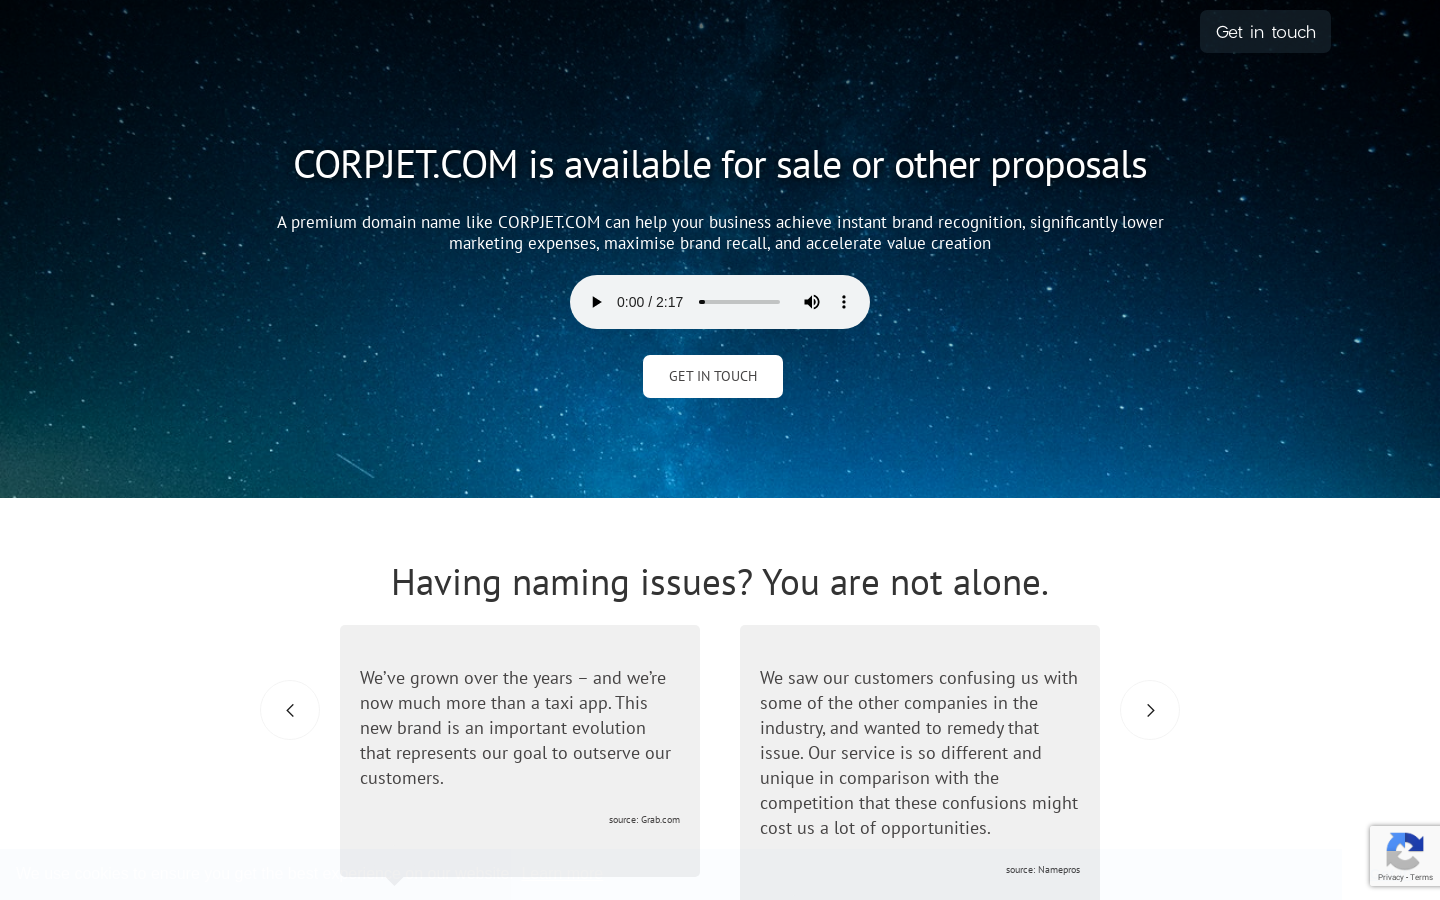 Get in touch
CORPJET.COM is available for sale or other proposals
A premium domain name like CORPJET.COM can help your business achieve instant brand recognition, significantly lower
marketing expenses, maximise brand recall, and accelerate value creation
0:00 / 2:17
GET IN TOUCH
Having naming issues? You are not alone.
We've grown over the years – and we're
now much more than a taxi app. This
new brand is an important evolution
that represents our goal to outserve our
customers.
source: Grab.com
We saw our customers confusing us with
some of the other companies in the
industry, and wanted to remedy that
issue. Our service is so different and
unique in comparison with the
competition that these confusions might
cost us a lot of opportunities.
source: Namepros
Privacy - Terms